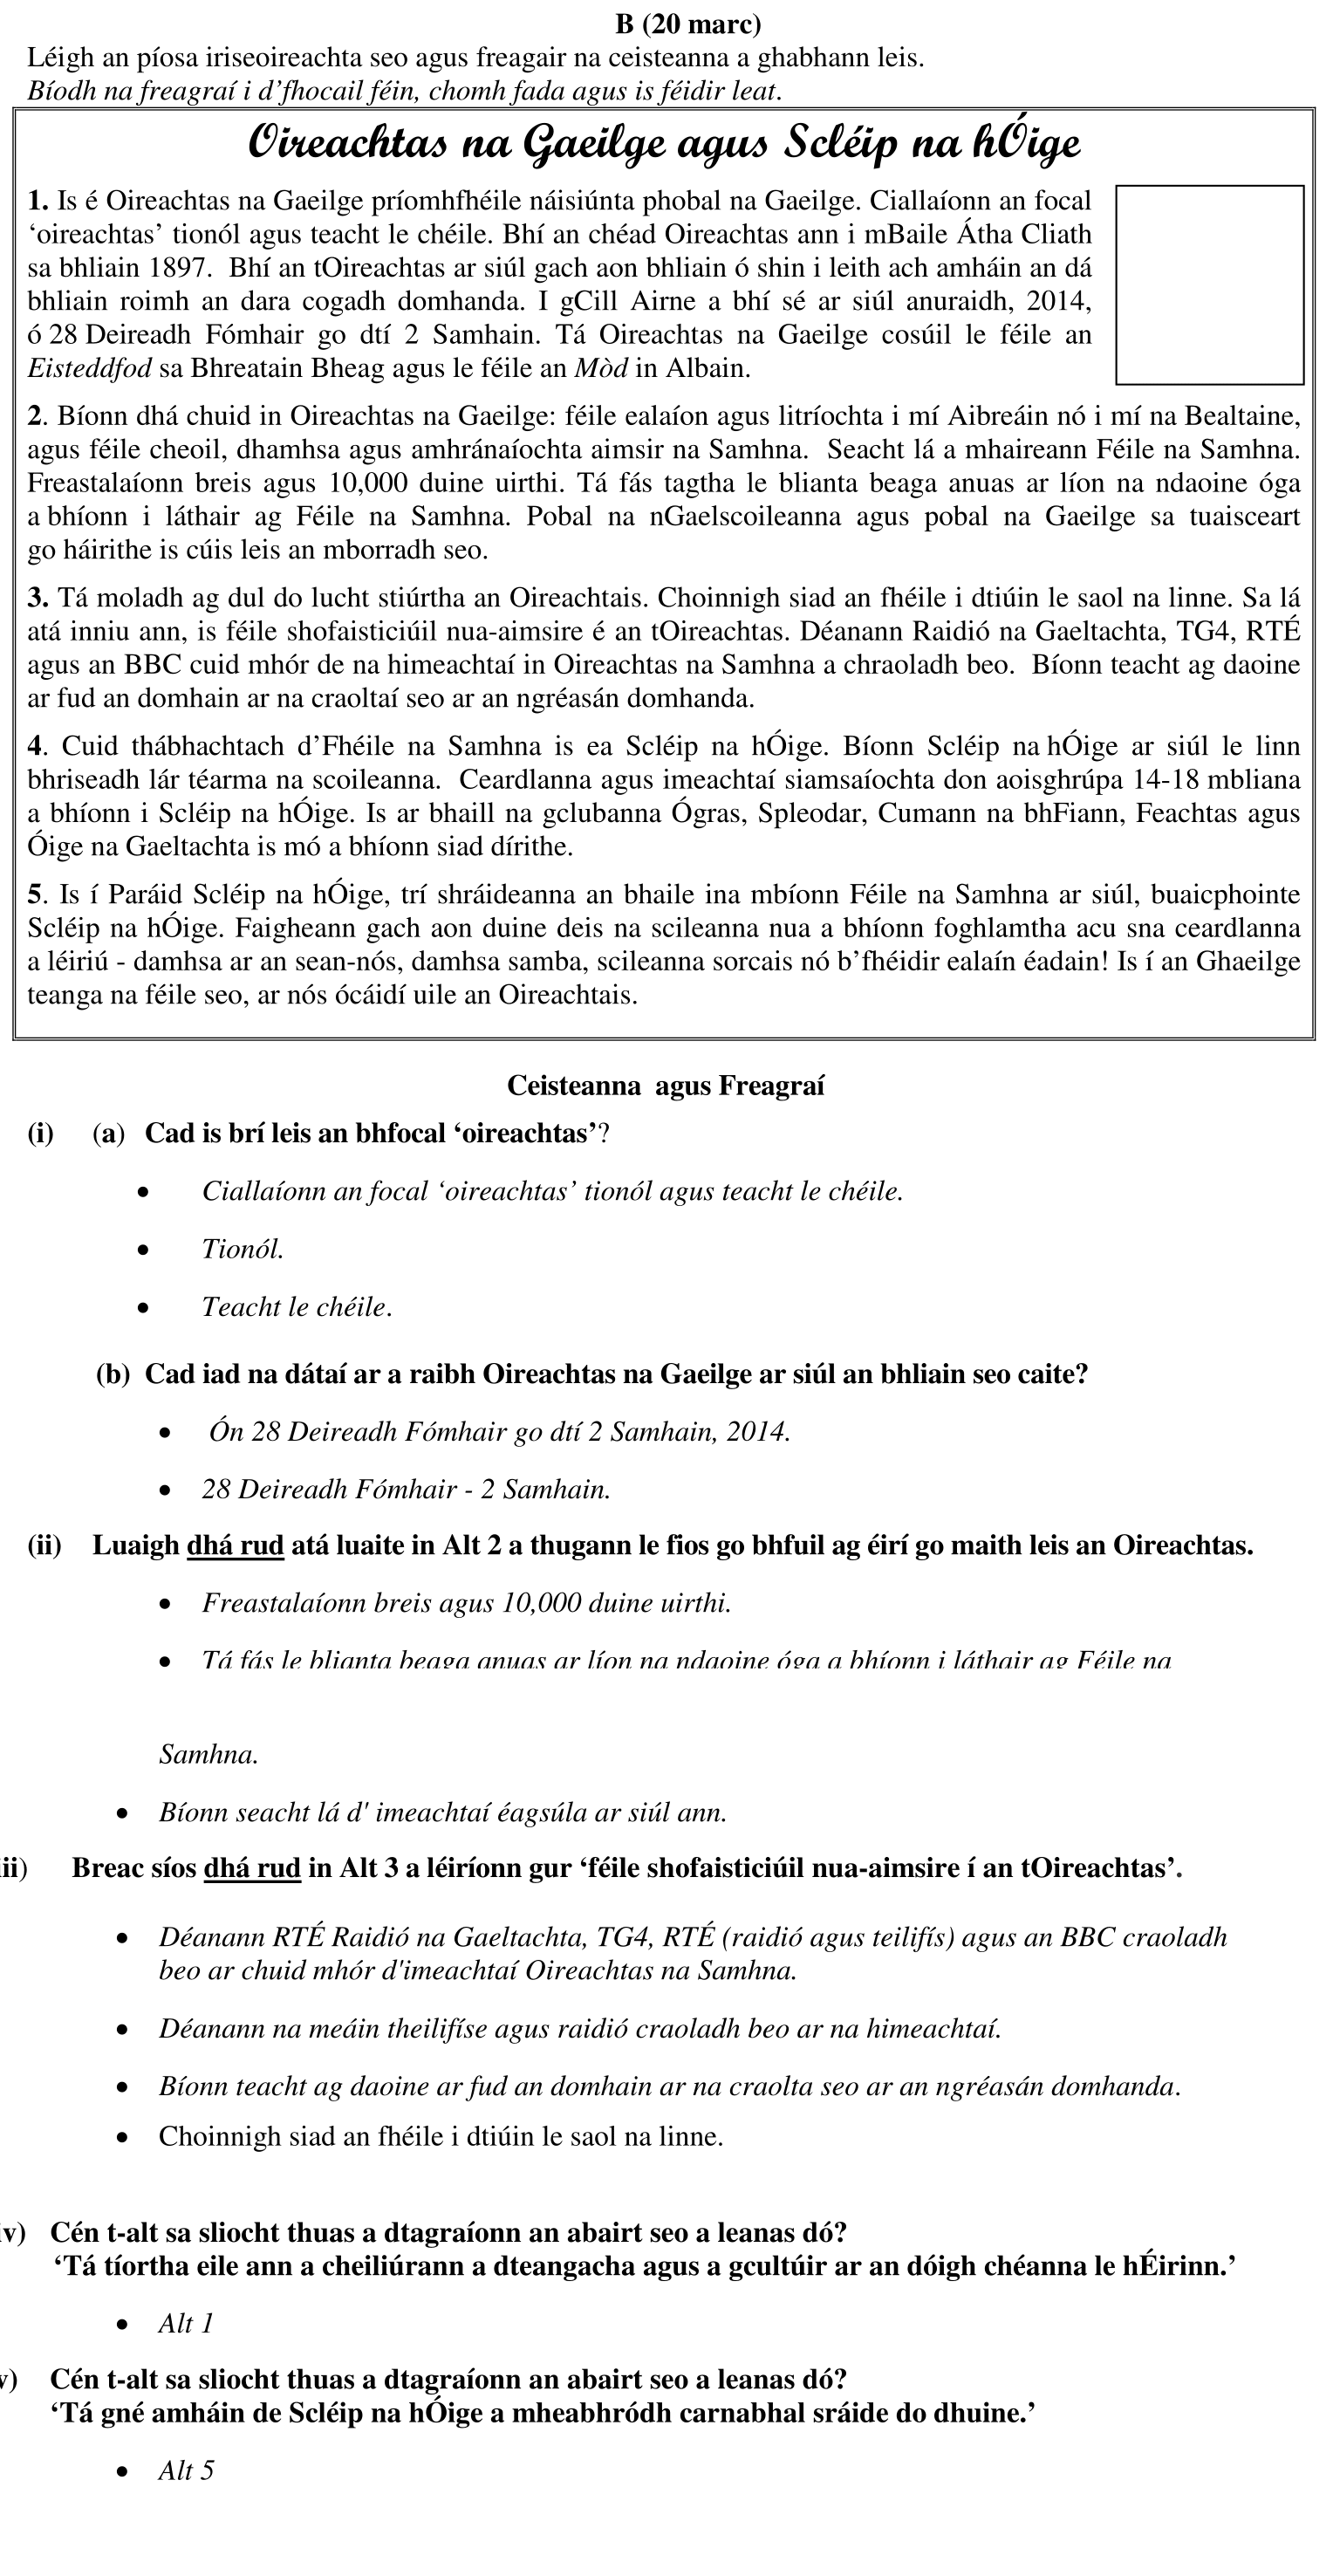 B (20 marc)
Léigh an píosa iriseoireachta seo agus freagair na ceisteanna a ghabhann leis.
Bíodh na freagraí i d’fhocail féin, chomh fada agus is féidir leat.
Oireachtas na Gaeilge agus Scléip na hÓige
1. Is é Oireachtas na Gaeilge príomhfhéile náisiúnta phobal na Gaeilge. Ciallaíonn an focal
‘oireachtas’ tionól agus teacht le chéile. Bhí an chéad Oireachtas ann i mBaile Átha Cliath
sa bhliain 1897. Bhí an tOireachtas ar siúl gach aon bhliain ó shin i leith ach amháin an dá
bhliain roimh an dara cogadh domhanda. I gCill Airne a bhí sé ar siúl anuraidh, 2014,
ó 28 Deireadh Fómhair go dtí 2 Samhain. Tá Oireachtas na Gaeilge cosúil le féile an
Eisteddfod sa Bhreatain Bheag agus le féile an Mòd in Albain.
2. Bíonn dhá chuid in Oireachtas na Gaeilge: féile ealaíon agus litríochta i mí Aibreáin nó i mí na Bealtaine,
agus féile cheoil, dhamhsa agus amhránaíochta aimsir na Samhna. Seacht lá a mhaireann Féile na Samhna.
Freastalaíonn breis agus 10,000 duine uirthi. Tá fás tagtha le blianta beaga anuas ar líon na ndaoine óga
a bhíonn i láthair ag Féile na Samhna. Pobal na nGaelscoileanna agus pobal na Gaeilge sa tuaisceart
go háirithe is cúis leis an mborradh seo.
3. Tá moladh ag dul do lucht stiúrtha an Oireachtais. Choinnigh siad an fhéile i dtiúin le saol na linne. Sa lá
atá inniu ann, is féile shofaisticiúil nua-aimsire é an tOireachtas. Déanann Raidió na Gaeltachta, TG4, RTÉ
agus an BBC cuid mhór de na himeachtaí in Oireachtas na Samhna a chraoladh beo. Bíonn teacht ag daoine
ar fud an domhain ar na craoltaí seo ar an ngréasán domhanda.
4. Cuid thábhachtach d’Fhéile na Samhna is ea Scléip na hÓige. Bíonn Scléip na hÓige ar siúl le linn
bhriseadh lár téarma na scoileanna. Ceardlanna agus imeachtaí siamsaíochta don aoisghrúpa 14-18 mbliana
a bhíonn i Scléip na hÓige. Is ar bhaill na gclubanna Ógras, Spleodar, Cumann na bhFiann, Feachtas agus
Óige na Gaeltachta is mó a bhíonn siad dírithe.
5. Is í Paráid Scléip na hÓige, trí shráideanna an bhaile ina mbíonn Féile na Samhna ar siúl, buaicphointe
Scléip na hÓige. Faigheann gach aon duine deis na scileanna nua a bhíonn foghlamtha acu sna ceardlanna
a léiriú - damhsa ar an sean-nós, damhsa samba, scileanna sorcais nó b’fhéidir ealaín éadain! Is í an Ghaeilge
teanga na féile seo, ar nós ócáidí uile an Oireachtais.
Ceisteanna agus Freagraí
(i) (a) Cad is brí leis an bhfocal ‘oireachtas’?
• Ciallaíonn an focal ‘oireachtas’ tionól agus teacht le chéile.
• Tionól.
• Teacht le chéile.
(b) Cad iad na dátaí ar a raibh Oireachtas na Gaeilge ar siúl an bhliain seo caite?
• Ón 28 Deireadh Fómhair go dtí 2 Samhain, 2014.
• 28 Deireadh Fómhair - 2 Samhain.
(ii) Luaigh dhá rud atá luaite in Alt 2 a thugann le fios go bhfuil ag éirí go maith leis an Oireachtas.
• Freastalaíonn breis agus 10,000 duine uirthi.
• Tá fás le blianta beaga anuas ar líon na ndaoine óga a bhíonn i láthair ag Féile na
Samhna.
• Bíonn seacht lá d' imeachtaí éagsúla ar siúl ann.
ii) Breac síos dhá rud in Alt 3 a léiríonn gur ‘féile shofaisticiúil nua-aimsire í an tOireachtas’.
• Déanann RTÉ Raidió na Gaeltachta, TG4, RTÉ (raidió agus teilifís) agus an BBC craoladh
beo ar chuid mhór d'imeachtaí Oireachtas na Samhna.
• Déanann na meáin theilifíse agus raidió craoladh beo ar na himeachtaí.
• Bíonn teacht ag daoine ar fud an domhain ar na craolta seo ar an ngréasán domhanda.
• Choinnigh siad an fhéile i dtiúin le saol na linne.
v) Cén t-alt sa sliocht thuas a dtagraíonn an abairt seo a leanas dó?
‘Tá tíortha eile ann a cheiliúrann a dteangacha agus a gcultúir ar an dóigh chéanna le hÉirinn.’
• Alt 1
v) Cén t-alt sa sliocht thuas a dtagraíonn an abairt seo a leanas dó?
‘Tá gné amháin de Scléip na hÓige a mheabhródh carnabhal sráide do dhuine.’
• Alt 5